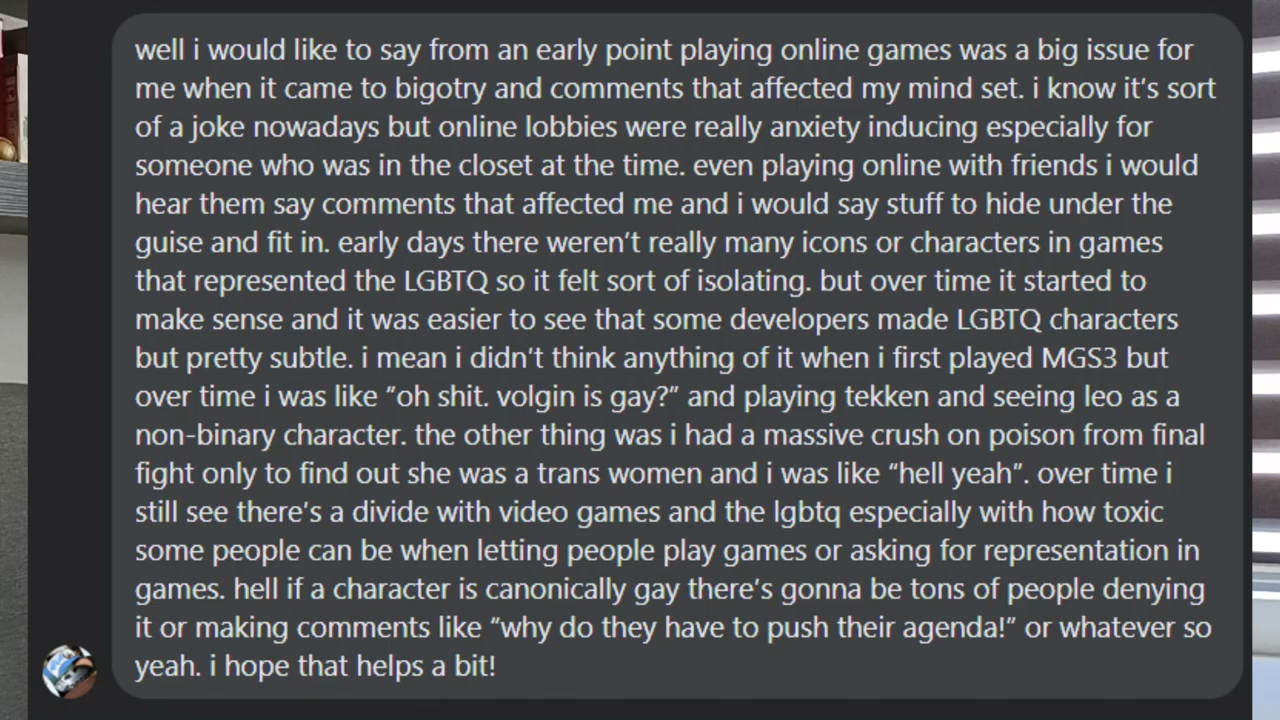 well i would like to say from an early point playing online games was a big issue for
me when it came to bigotry and comments that affected my mind set. i know it’s sort
of a joke nowadays but online lobbies were really anxiety inducing especially for
someone who was in the closet at the time. even playing online with friends i would
hear them say comments that affected me and i would say stuff to hide under the
guise and fit in. early days there weren’t really many icons or characters in games
that represented the LGBTQ so it felt sort of isolating. but over time it started to
make sense and it was easier to see that some developers made LGBTQ characters
but pretty subtle. i mean i didn’t think anything of it when i first played MGS3 but
over time i was like “oh shit. volgin is gay?” and playing tekken and seeing leo as a
non-binary character. the other thing was i had a massive crush on poison from final
fight only to find out she was a trans women and i was like “hell yeah”. over time i
still see there’s a divide with video games and the lgbtq especially with how toxic
some people can be when letting people play games or asking for representation in
games. hell if a character is canonically gay there’s gonna be tons of people denying
it or making comments like “why do they have to push their agenda!” or whatever so
yeah. i hope that helps a bit!